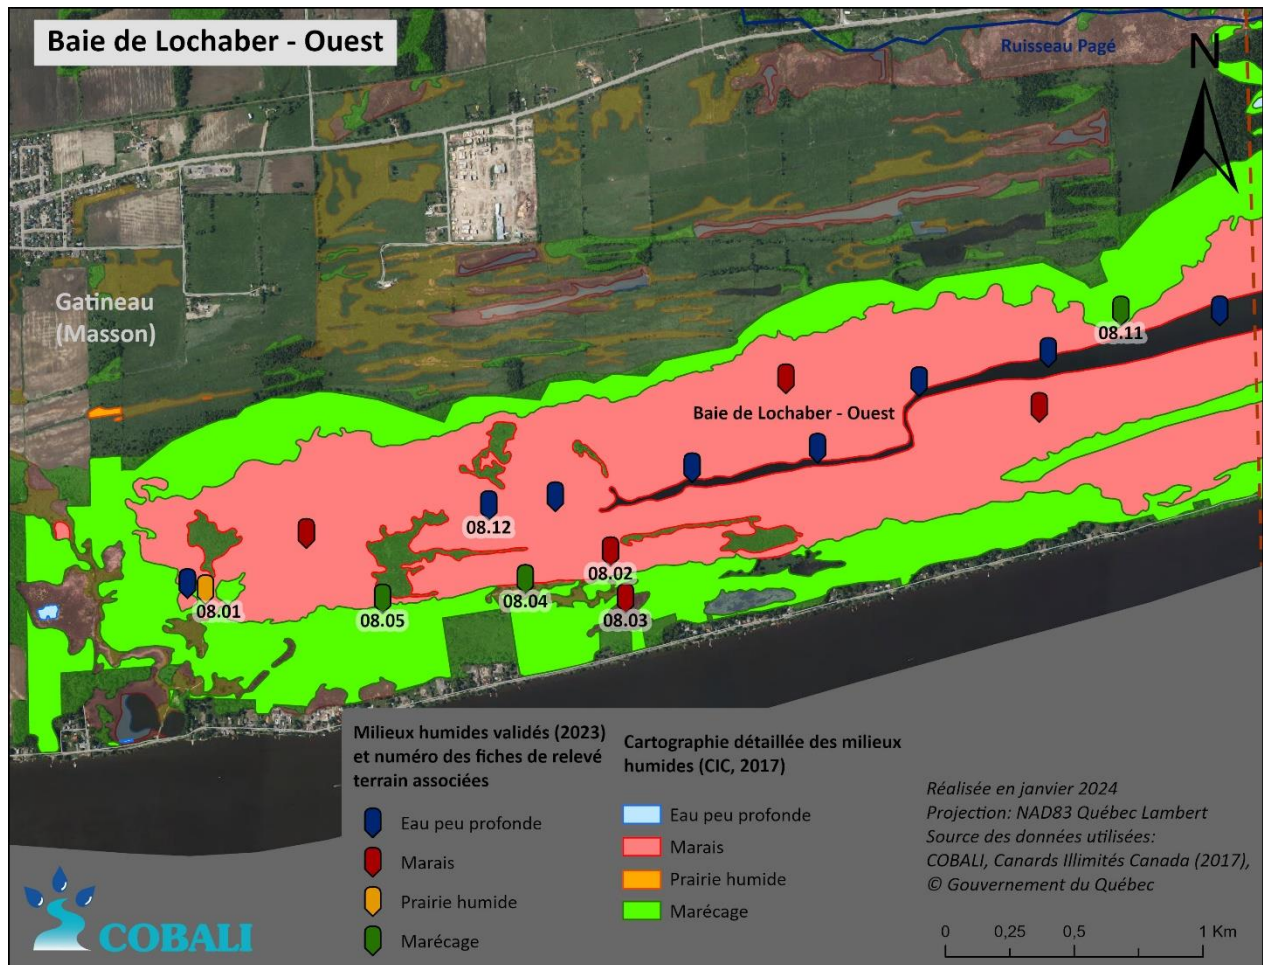 Baie de Lochaber - Ouest
Ruisseau Pagé
N
Gatineau
(Masson)
08.11
Baie de Lochaber - Ouest
08.12
08.02
08.01
08.04
08.05
08.03
Milieux humides validés (2023)
et numéro des fiches de relevé
terrain associées
Eau peu profonde
Marais
Prairie humide
Marécage
Cartographie détaillée des milieux
humides (CIC, 2017)
Eau peu profonde
Marais
Prairie humide
Marécage
Réalisée en janvier 2024
Projection: NAD83 Québec Lambert
Source des données utilisées:
COBALI, Canards Illimités Canada (2017),
© Gouvernement du Québec
0 0,25 0,5 1 Km
COBALI